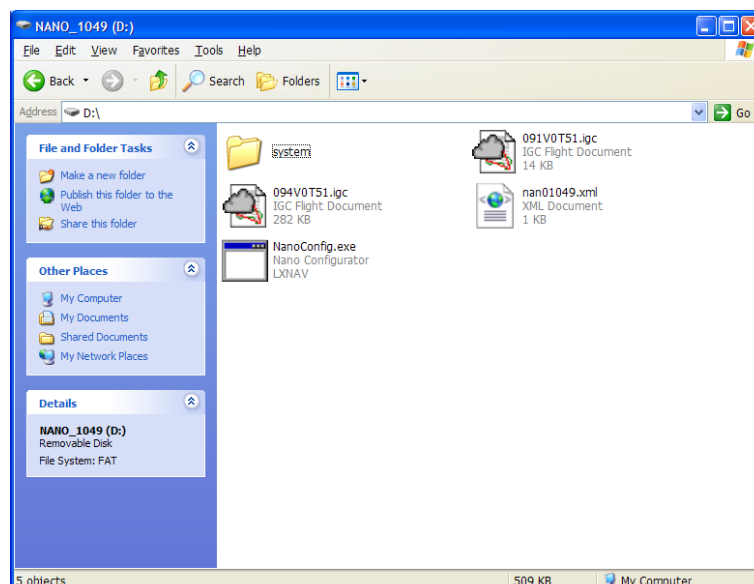 NANO_1049 (D:)
File Edit View Favorites Tools Help
Back Search Folders
Address D:\ Go
File and Folder Tasks
Make a new folder
Publish this folder to the
Web
Share this folder
Other Places
My Computer
My Documents
Shared Documents
My Network Places
Details
NANO_1049 (D:)
Removable Disk
File System: FAT
system
091V0T51.igc
IGC Flight Document
14 KB
094V0T51.igc
IGC Flight Document
282 KB
nan01049.xml
XML Document
1 KB
NanoConfig.exe
Nano Configurator
LXNAV
5 objects 509 KB My Computer